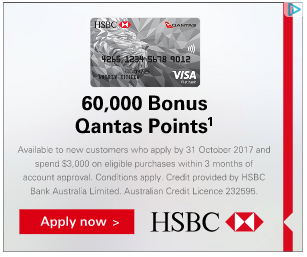 HSBC
QANTAS
4265 1234 5678 9012
VISA
Platinum
60,000 Bonus
Qantas Points¹
Available to new customers who apply by 31 October 2017 and
spend $3,000 on eligible purchases within 3 months of
account approval. Conditions apply. Credit provided by HSBC
Bank Australia Limited. Australian Credit Licence 232595.
Apply now >
HSBC